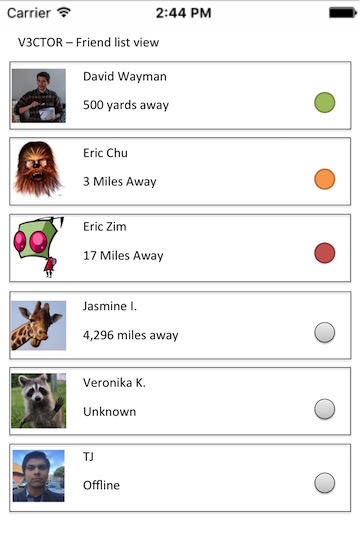 Carrier 2:44 PM
V3CTOR – Friend list view
David Wayman
500 yards away
Eric Chu
3 Miles Away
Eric Zim
17 Miles Away
Jasmine I.
4,296 miles away
Veronika K.
Unknown
TJ
Offline